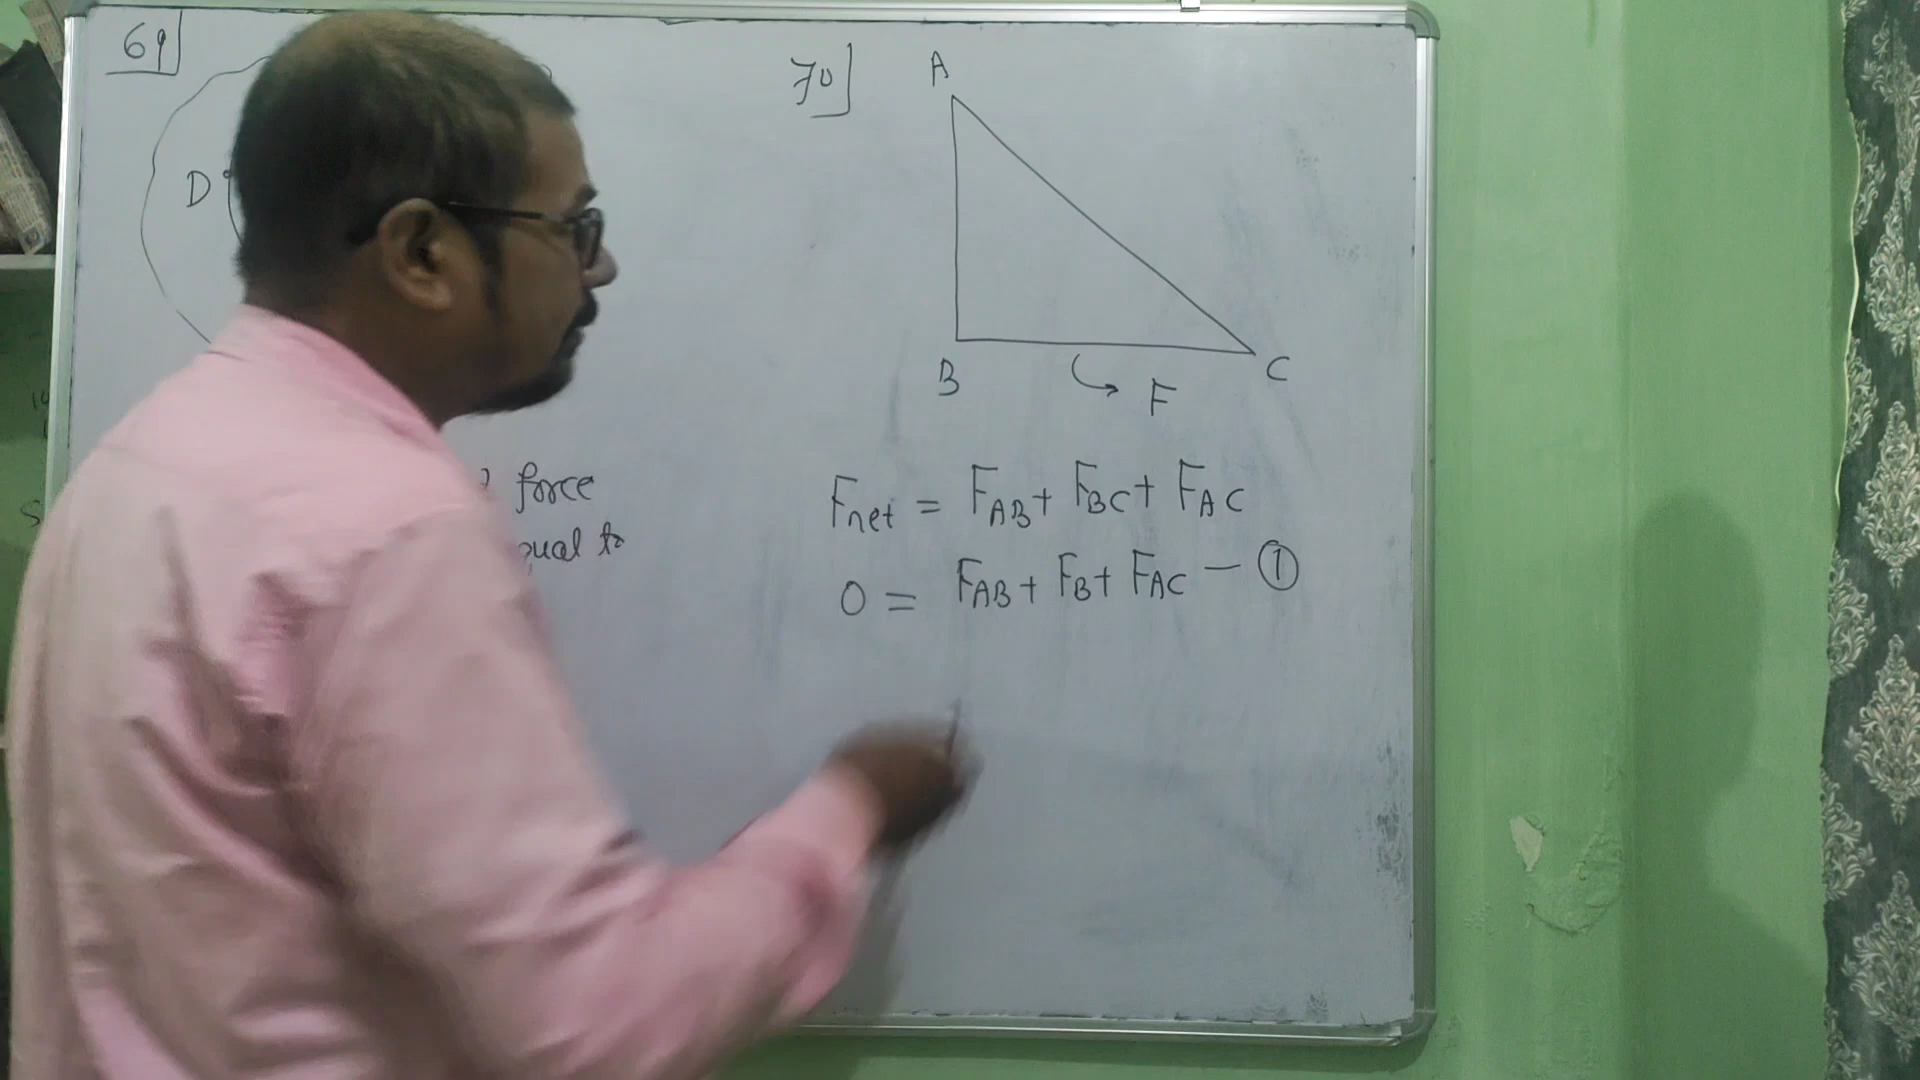 69
D
force
qual to
70
A
B
C
F
Fnet = FAB + FBC + FAC
0 = FAB + FB + FAC — ①